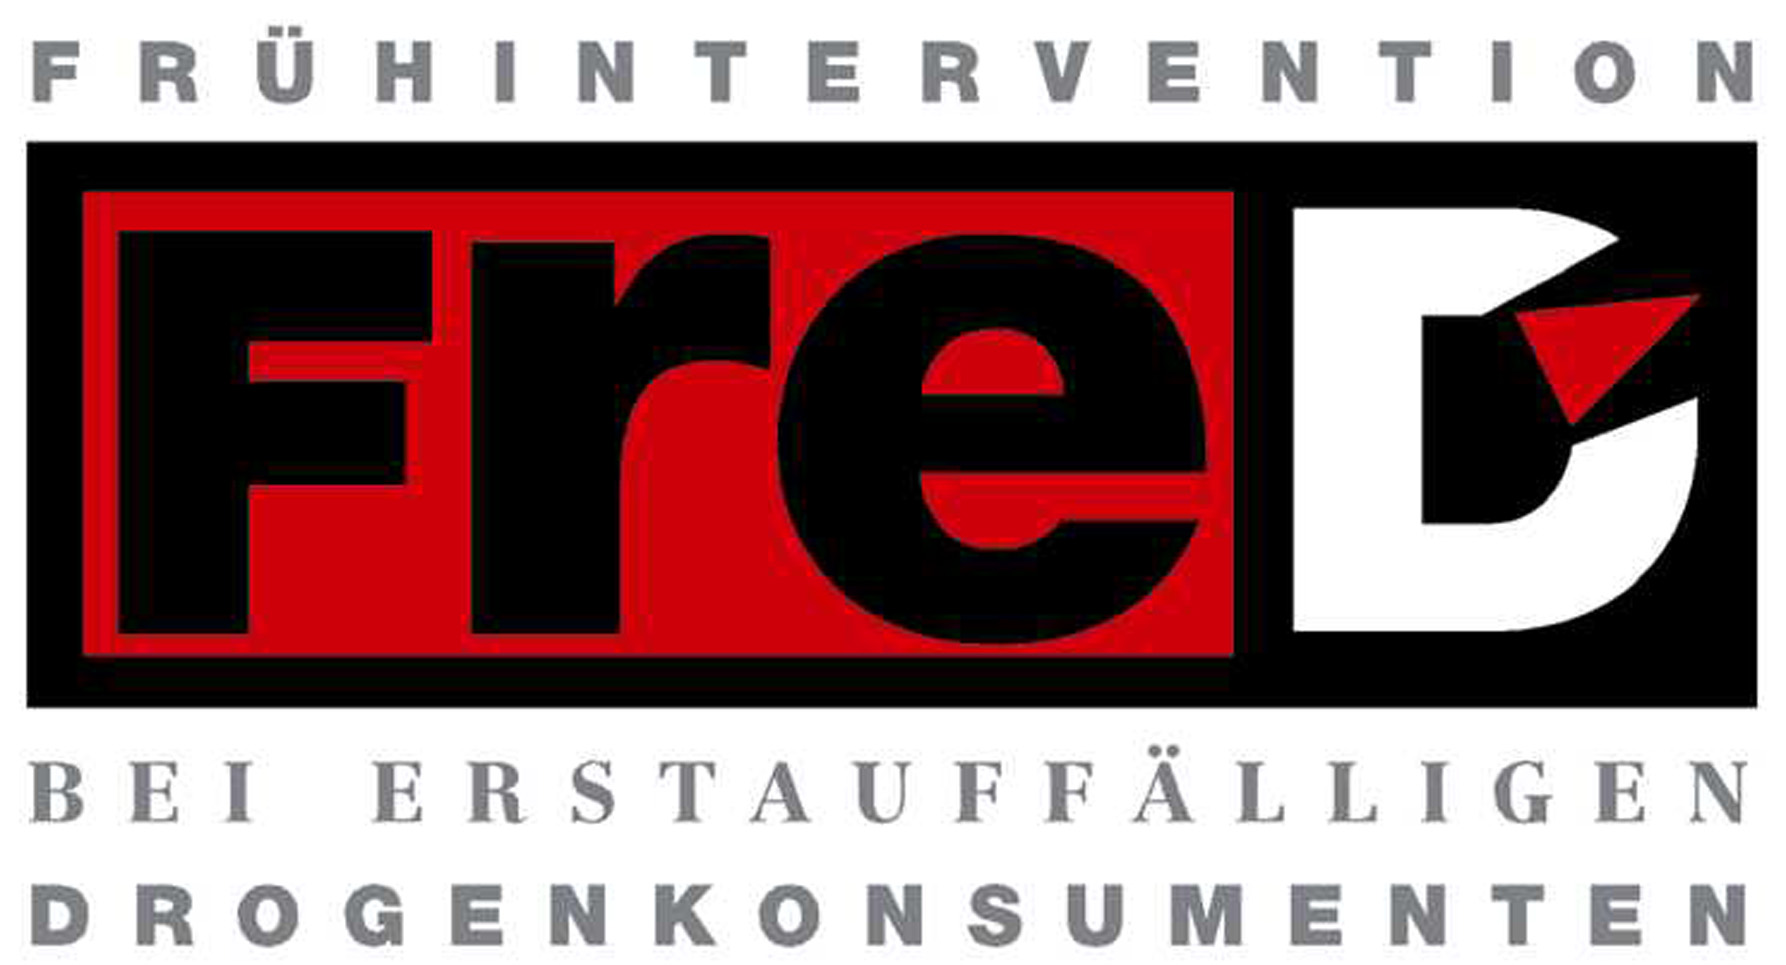 FRÜHINTERVENTION
FreD
BEI ERSTAUFFÄLLIGEN
DROGENKONSUMENTEN